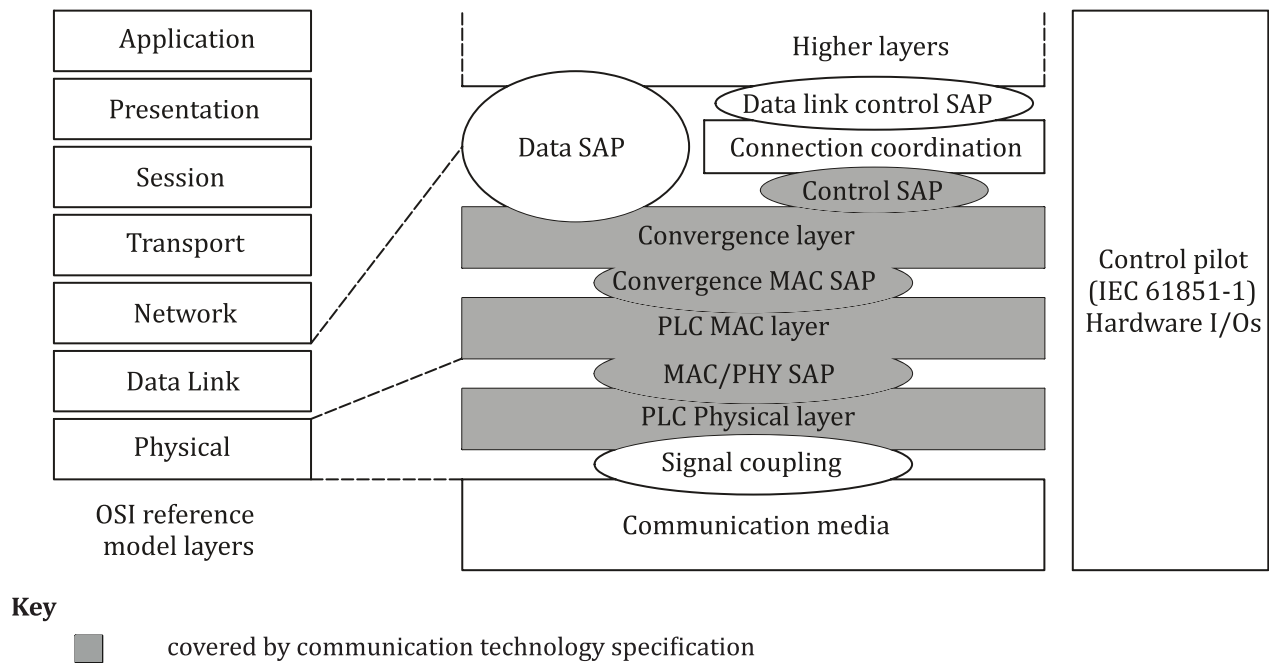 Application
Presentation
Session
Transport
Network
Data Link
Physical
OSI reference
model layers
Higher layers
Data SAP
Data link control SAP
Connection coordination
Control SAP
Convergence layer
Convergence MAC SAP
PLC MAC layer
MAC/PHY SAP
PLC Physical layer
Signal coupling
Communication media
Control pilot
(IEC 61851-1)
Hardware I/Os
Key
covered by communication technology specification